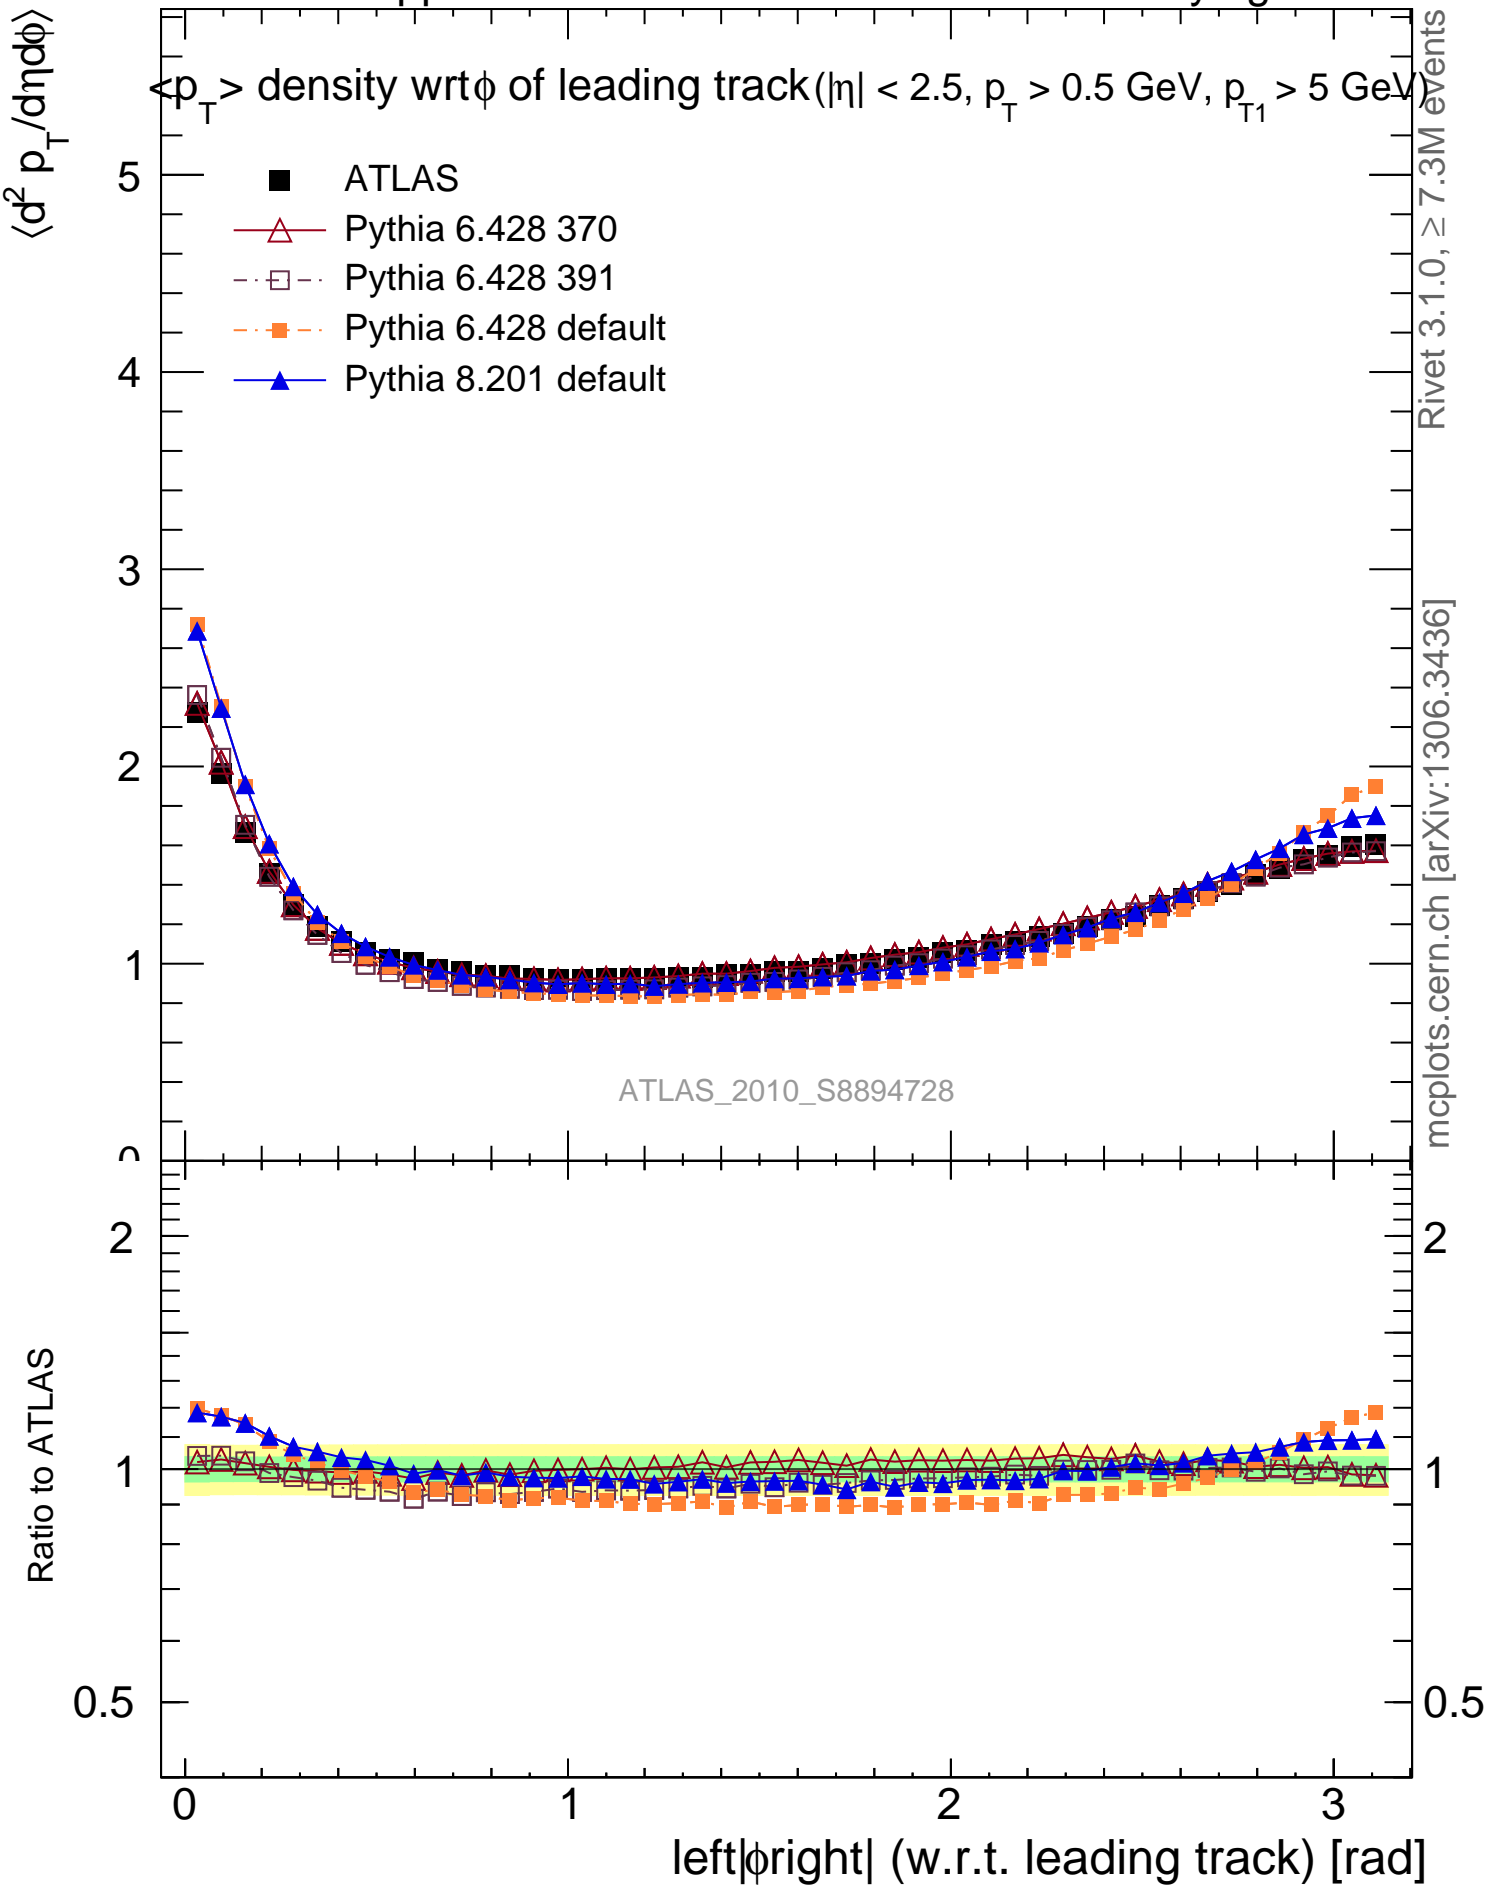 ⟨d² p_T/dηdϕ⟩
<p_T> density wrt ϕ of leading track (|η| < 2.5, p_T > 0.5 GeV, p_T1 > 5 GeV)
ATLAS
Pythia 6.428 370
Pythia 6.428 391
Pythia 6.428 default
Pythia 8.201 default
5
4
3
2
1
0
ATLAS_2010_S8894728
Rivet 3.1.0, ≥ 7.3M events
mcplots.cern.ch [arXiv:1306.3436]
Ratio to ATLAS
2
1
0.5
2
1
0.5
0
1
2
3
left|ϕright| (w.r.t. leading track) [rad]